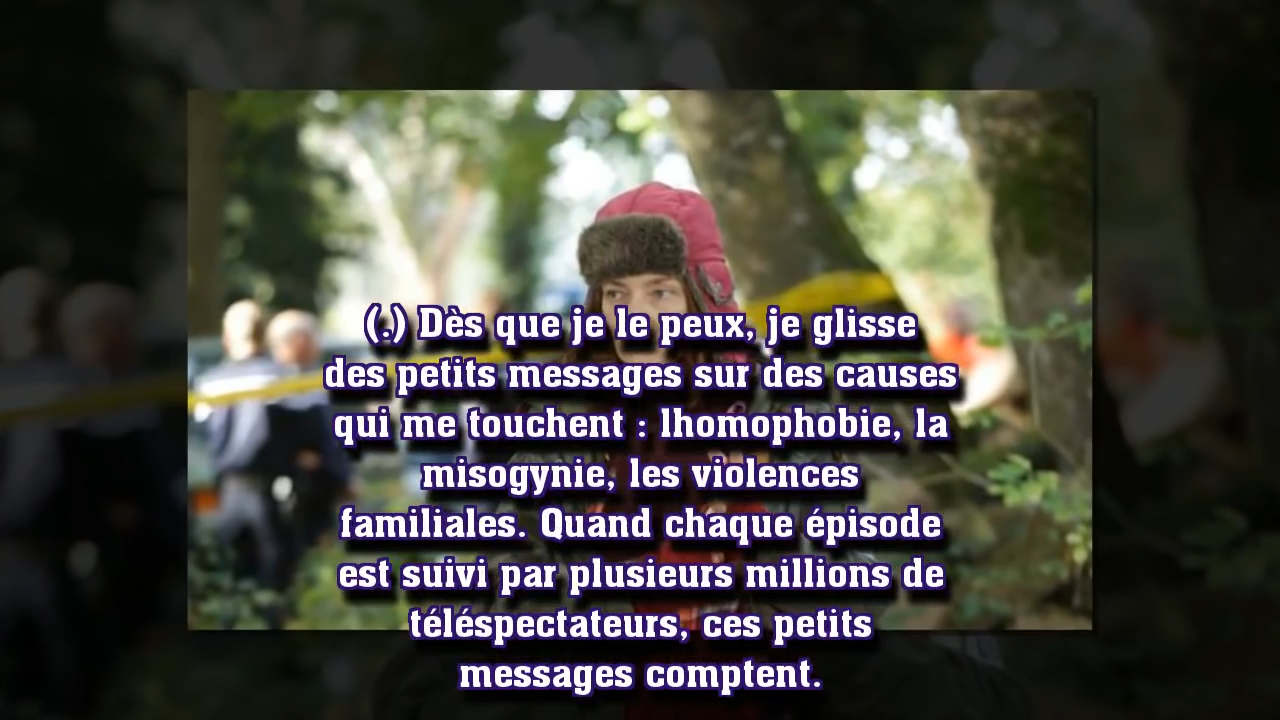 (.) Dès que je le peux, je glisse
des petits messages sur des causes
qui me touchent : lhomophobie, la
misogynie, les violences
familiales. Quand chaque épisode
est suivi par plusieurs millions de
téléspectateurs, ces petits
messages comptent.